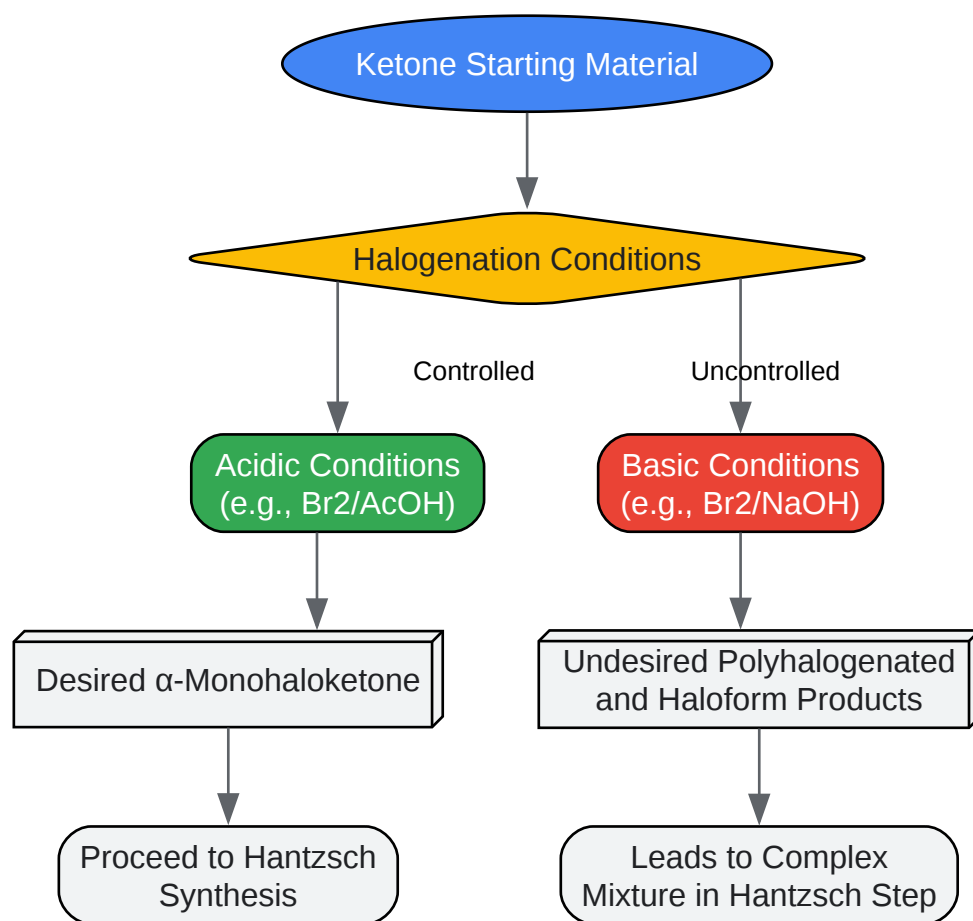 Ketone Starting Material
Halogenation Conditions
Controlled
Uncontrolled
Acidic Conditions
(e.g., Br2/AcOH)
Basic Conditions
(e.g., Br2/NaOH)
Desired α-Monohaloketone
Undesired Polyhalogenated
and Haloform Products
Proceed to Hantzsch
Synthesis
Leads to Complex
Mixture in Hantzsch Step